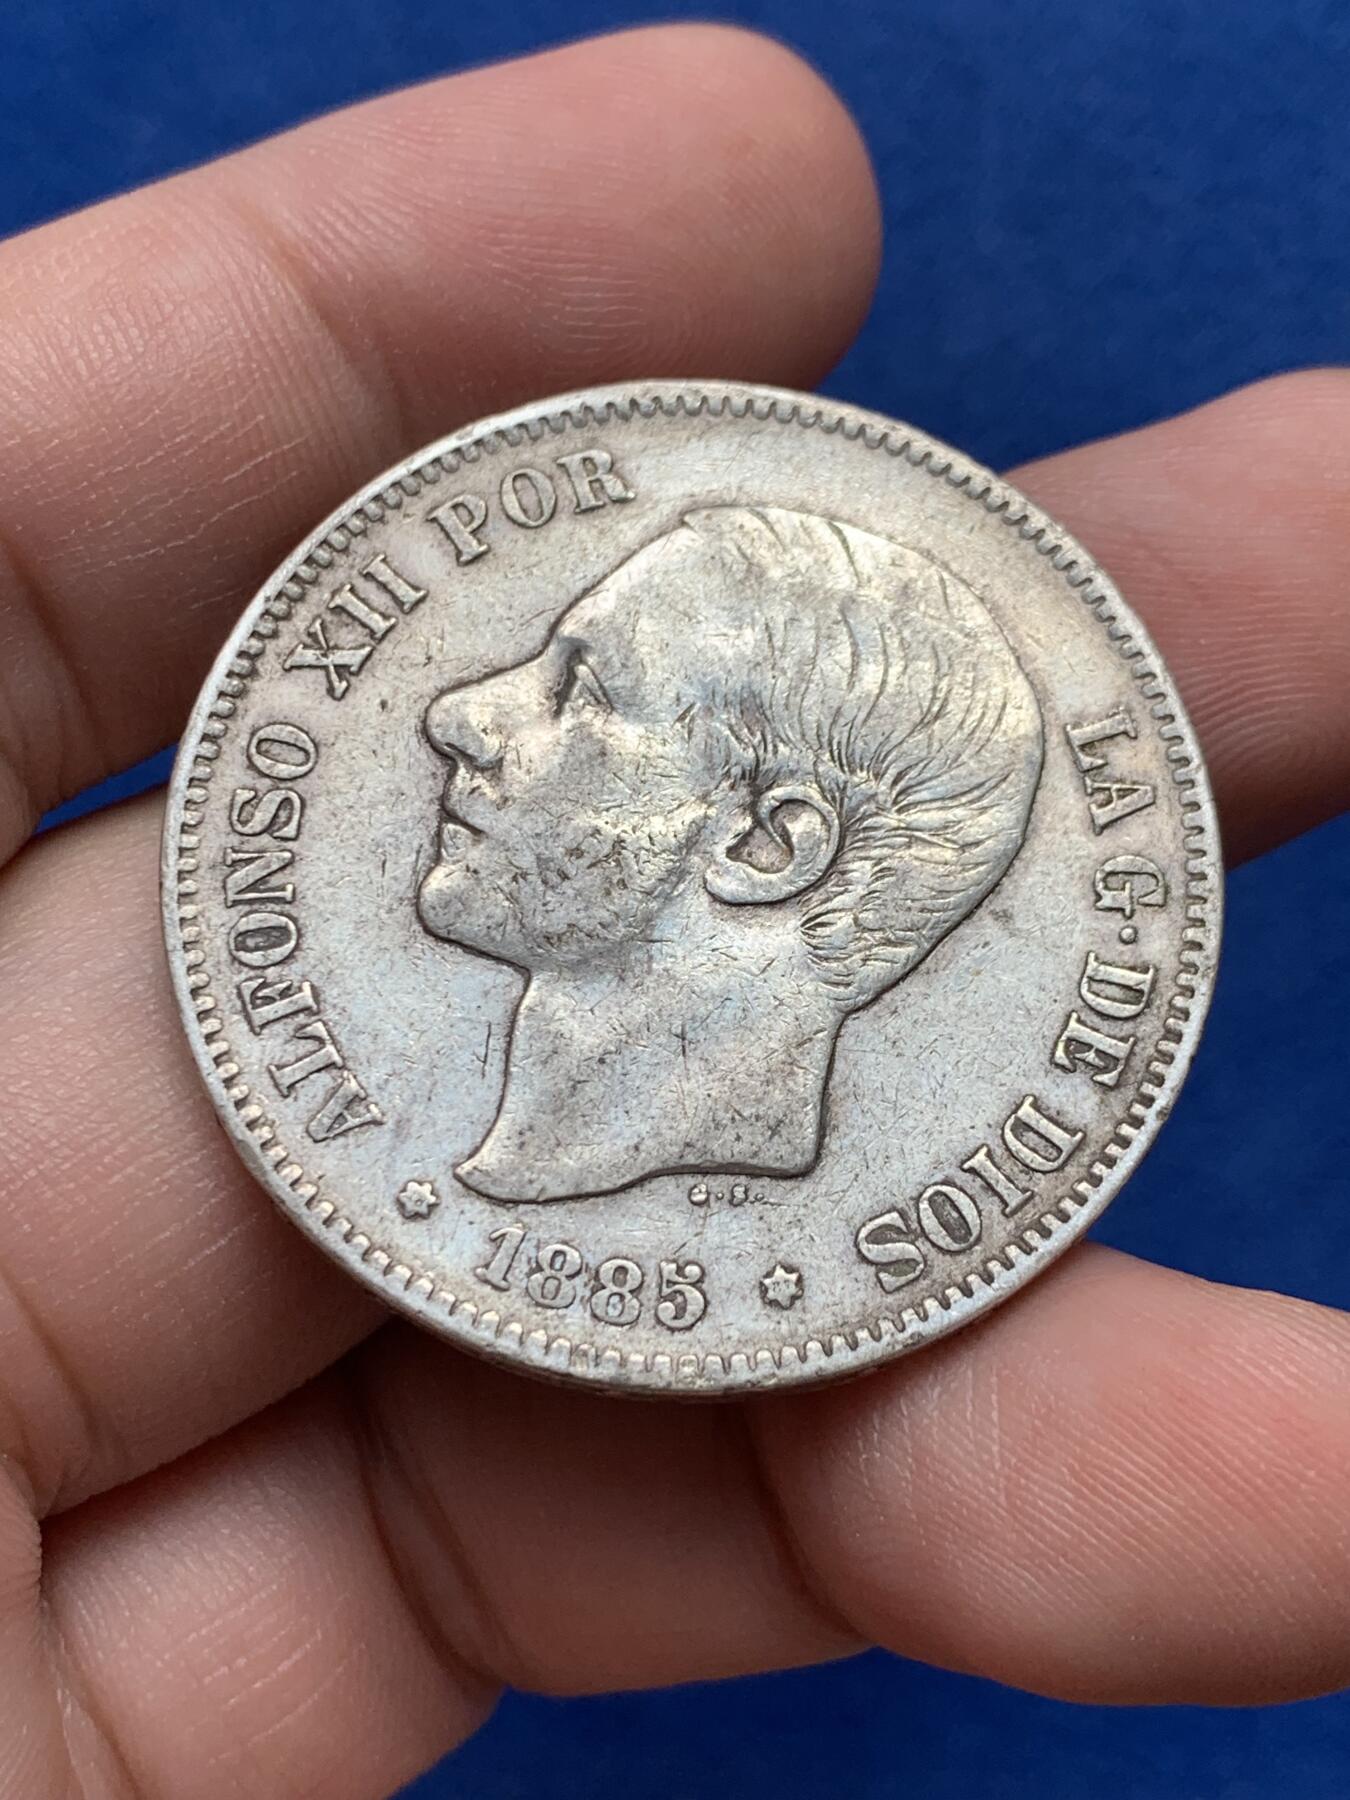 ALFONSO XII POR LA G· DE DIOS
* 1885 *
G·S·